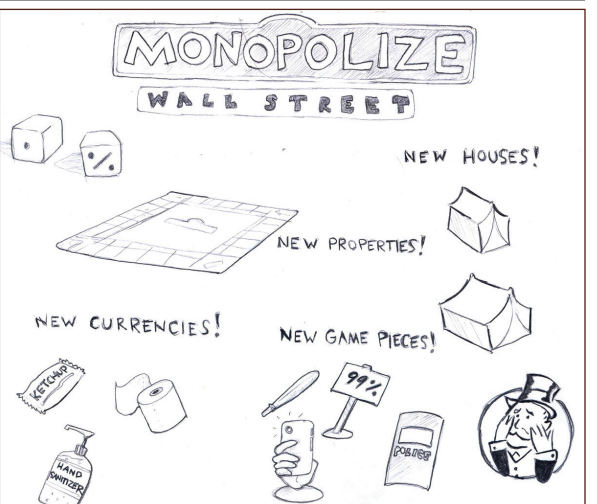 MONOPOLIZE
WALL STREET
NEW HOUSES!
NEW PROPERTIES!
NEW CURRENCIES!
NEW GAME PIECES!
KETCHUP
99%
POLICE
HAND
SANITIZER